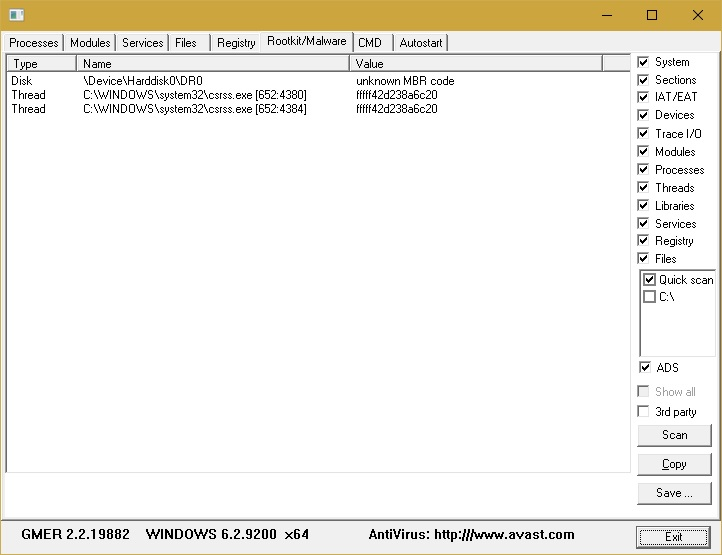 Processes Modules Services Files Registry Rootkit/Malware CMD Autostart
Type Name Value
Disk \Device\Harddisk0\DR0 unknown MBR code
Thread C:\WINDOWS\system32\csrss.exe [652:4380] fffff42d238a6c20
Thread C:\WINDOWS\system32\csrss.exe [652:4384] fffff42d238a6c20
System
Sections
IAT/EAT
Devices
Trace I/O
Modules
Processes
Threads
Libraries
Services
Registry
Files
Quick scan
C:\
ADS
Show all
3rd party
Scan
Copy
Save ...
GMER 2.2.19882 WINDOWS 6.2.9200 x64 AntiVirus: http:///www.avast.com Exit